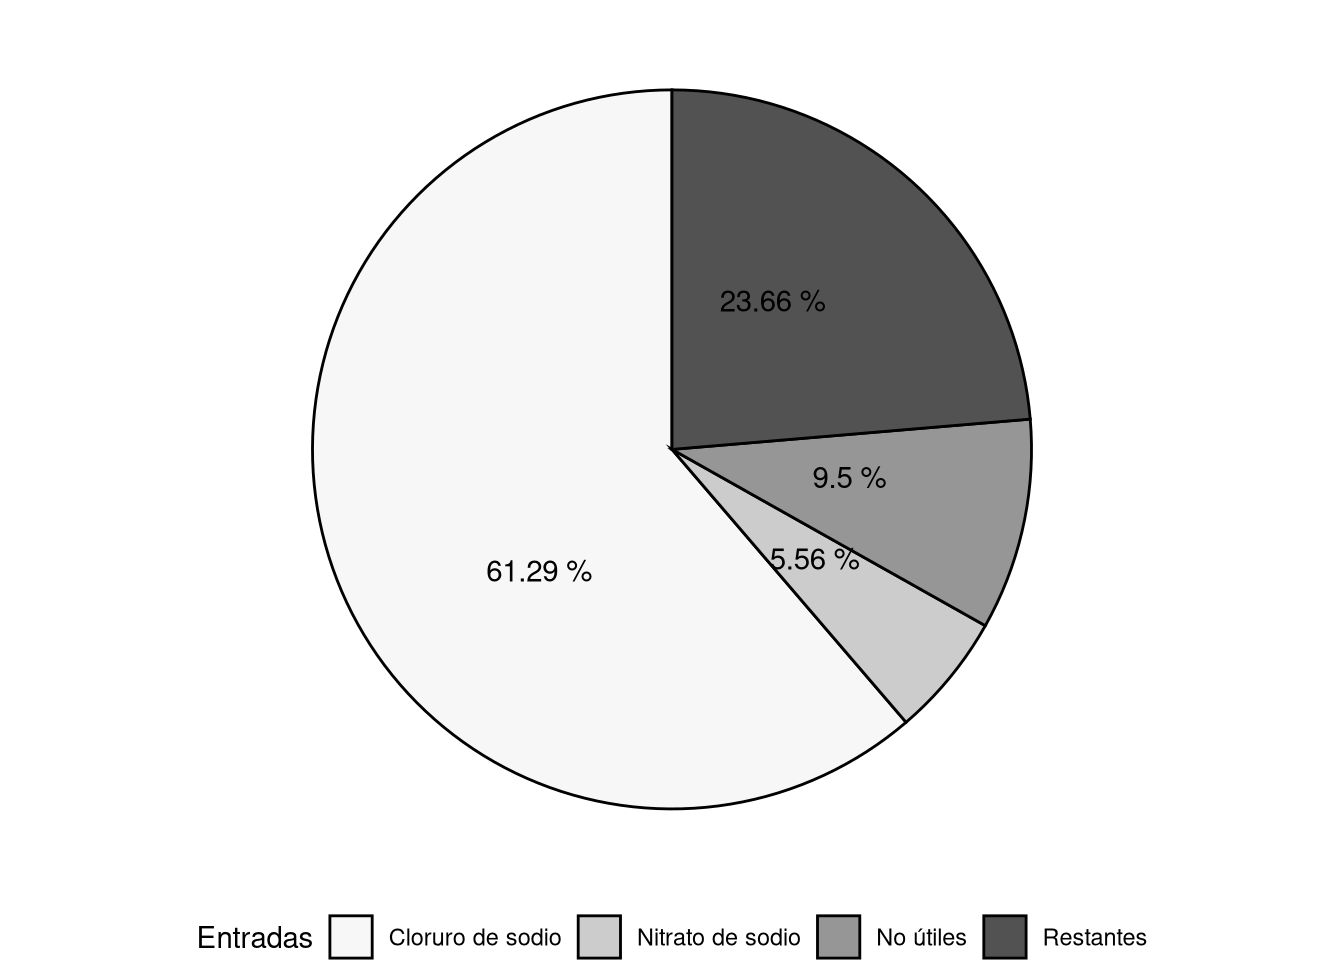 23.66 %
9.5 %
5.56 %
61.29 %
Entradas Cloruro de sodio Nitrato de sodio No útiles Restantes